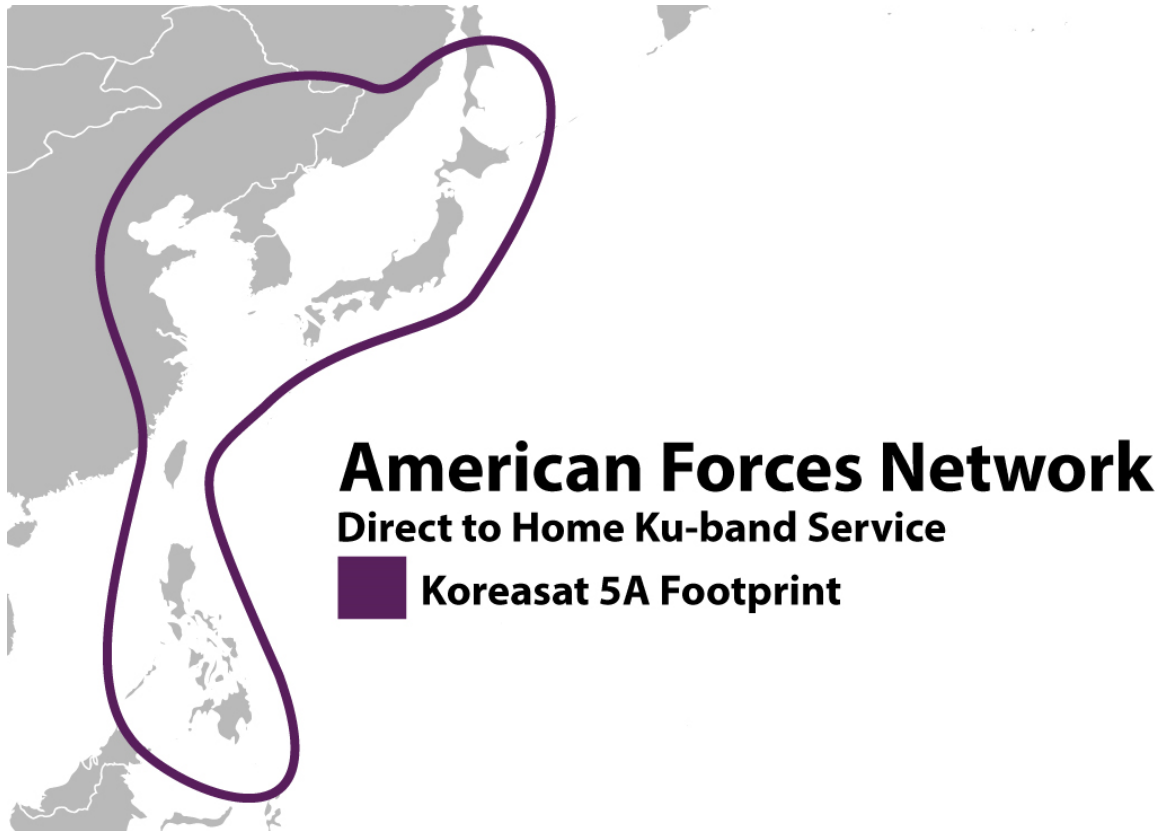 American Forces Network
Direct to Home Ku-band Service
Koreasat 5A Footprint